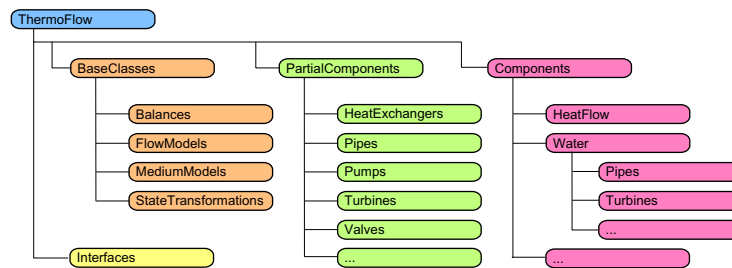 ThermoFlow
BaseClasses
Balances
FlowModels
MediumModels
StateTransformations
Interfaces
PartialComponents
HeatExchangers
Pipes
Pumps
Turbines
Valves
...
Components
HeatFlow
Water
Pipes
Turbines
...
...